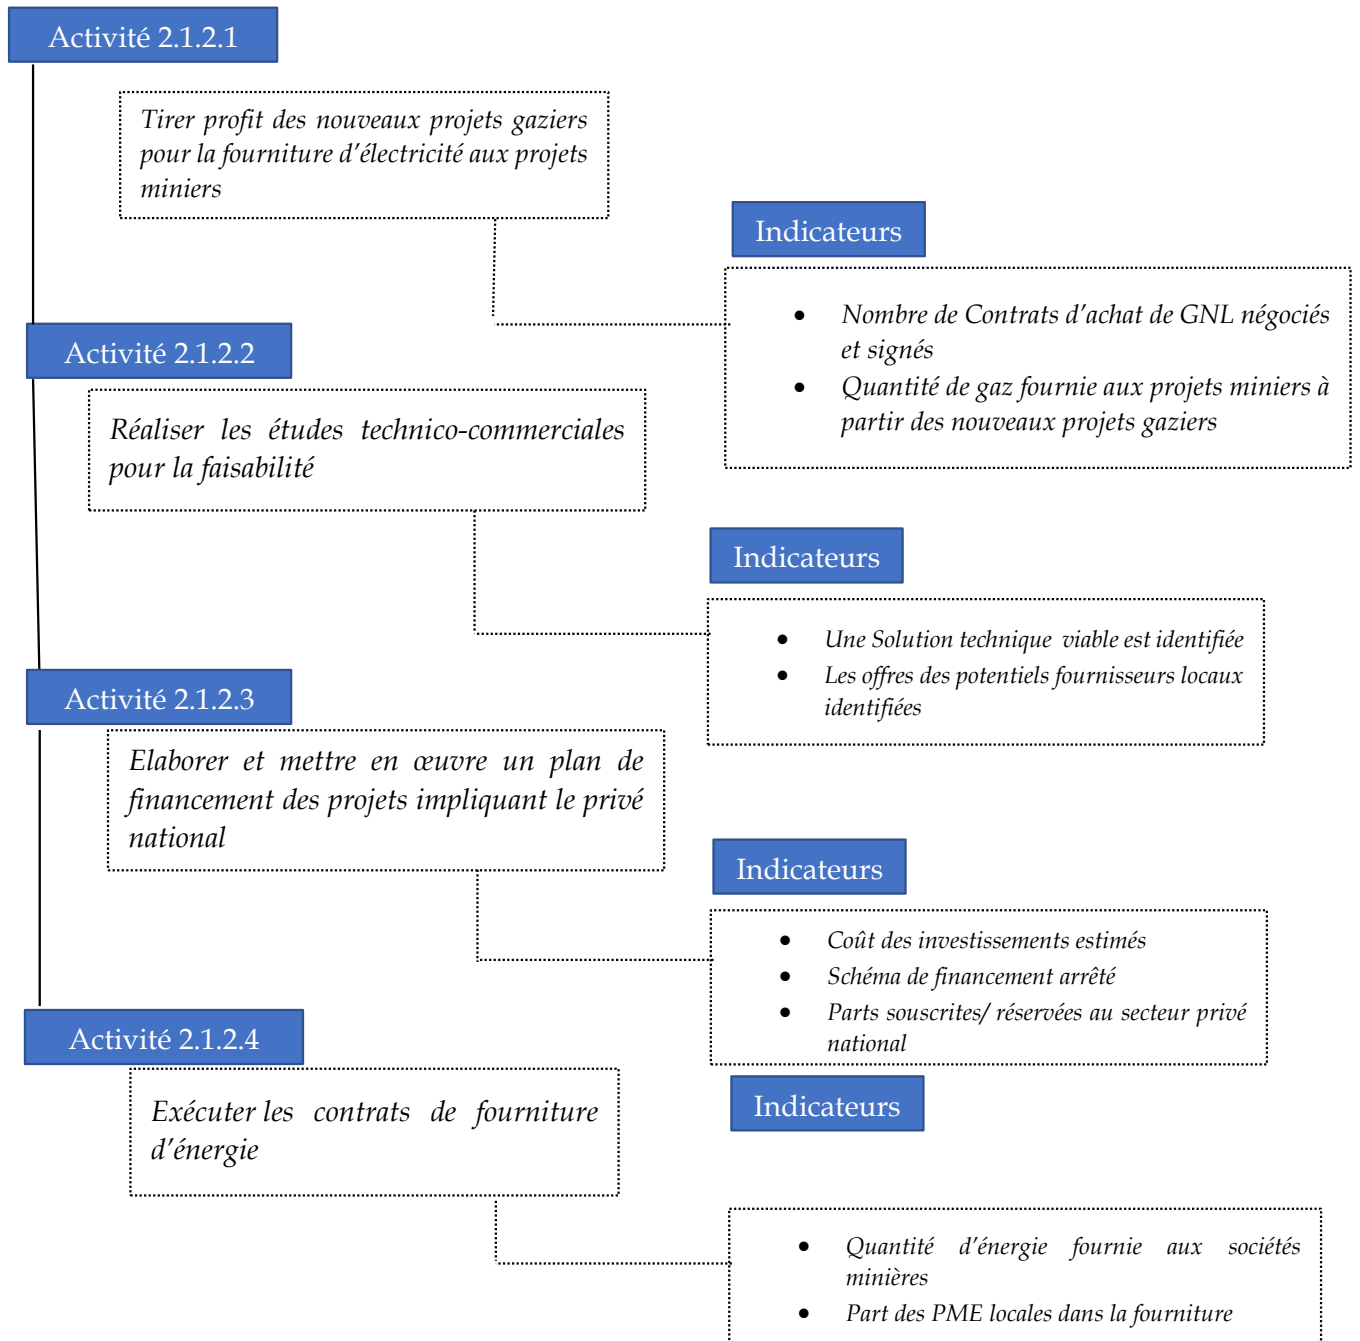 Activité 2.1.2.1
Tirer profit des nouveaux projets gaziers
pour la fourniture d’électricité aux projets
miniers
Indicateurs
• Nombre de Contrats d’achat de GNL négociés
et signés
• Quantité de gaz fournie aux projets miniers à
partir des nouveaux projets gaziers
Activité 2.1.2.2
Réaliser les études technico-commerciales
pour la faisabilité
Indicateurs
• Une Solution technique viable est identifiée
• Les offres des potentiels fournisseurs locaux
identifiées
Activité 2.1.2.3
Elaborer et mettre en œuvre un plan de
financement des projets impliquant le privé
national
Indicateurs
• Coût des investissements estimés
• Schéma de financement arrêté
• Parts souscrites/ réservées au secteur privé
national
Activité 2.1.2.4
Exécuter les contrats de fourniture
d’énergie
Indicateurs
• Quantité d’énergie fournie aux sociétés
minières
• Part des PME locales dans la fourniture